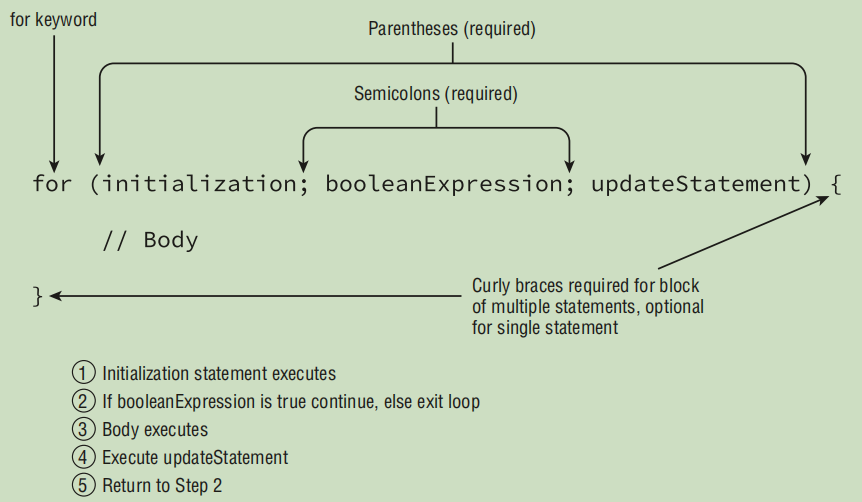 for keyword
Parentheses (required)
Semicolons (required)
for (initialization; booleanExpression; updateStatement) {
// Body
}
Curly braces required for block
of multiple statements, optional
for single statement
1 Initialization statement executes
2 If booleanExpression is true continue, else exit loop
3 Body executes
4 Execute updateStatement
5 Return to Step 2